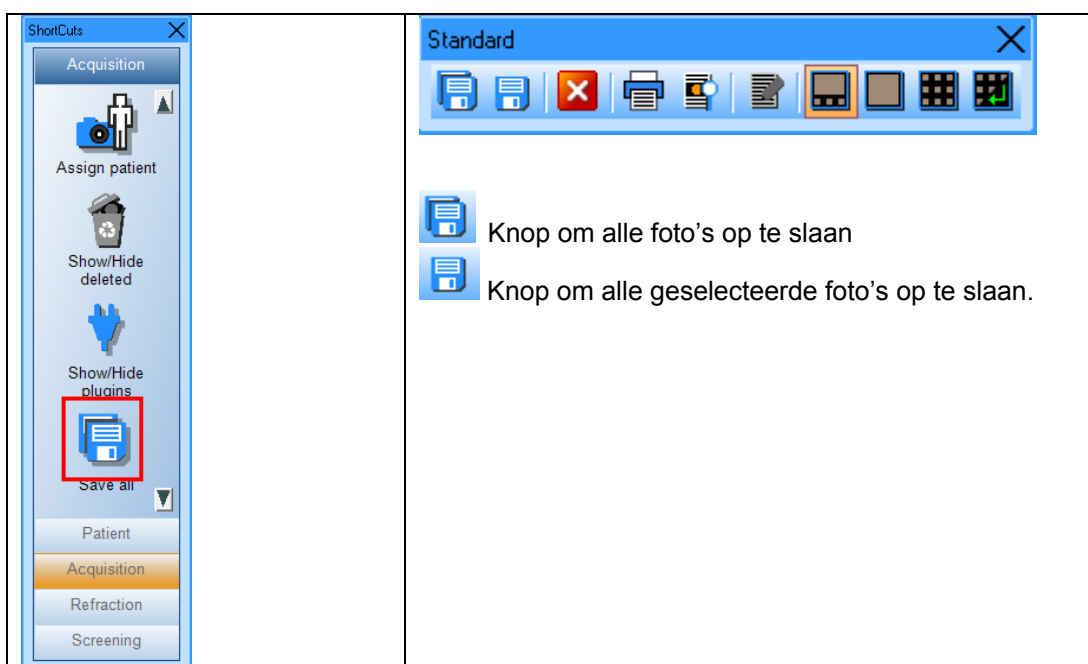 ShortCuts
Acquisition
Assign patient
Show/Hide
deleted
Show/Hide
plugins
Save all
Patient
Acquisition
Refraction
Screening
Standard
Knop om alle foto's op te slaan
Knop om alle geselecteerde foto's op te slaan.